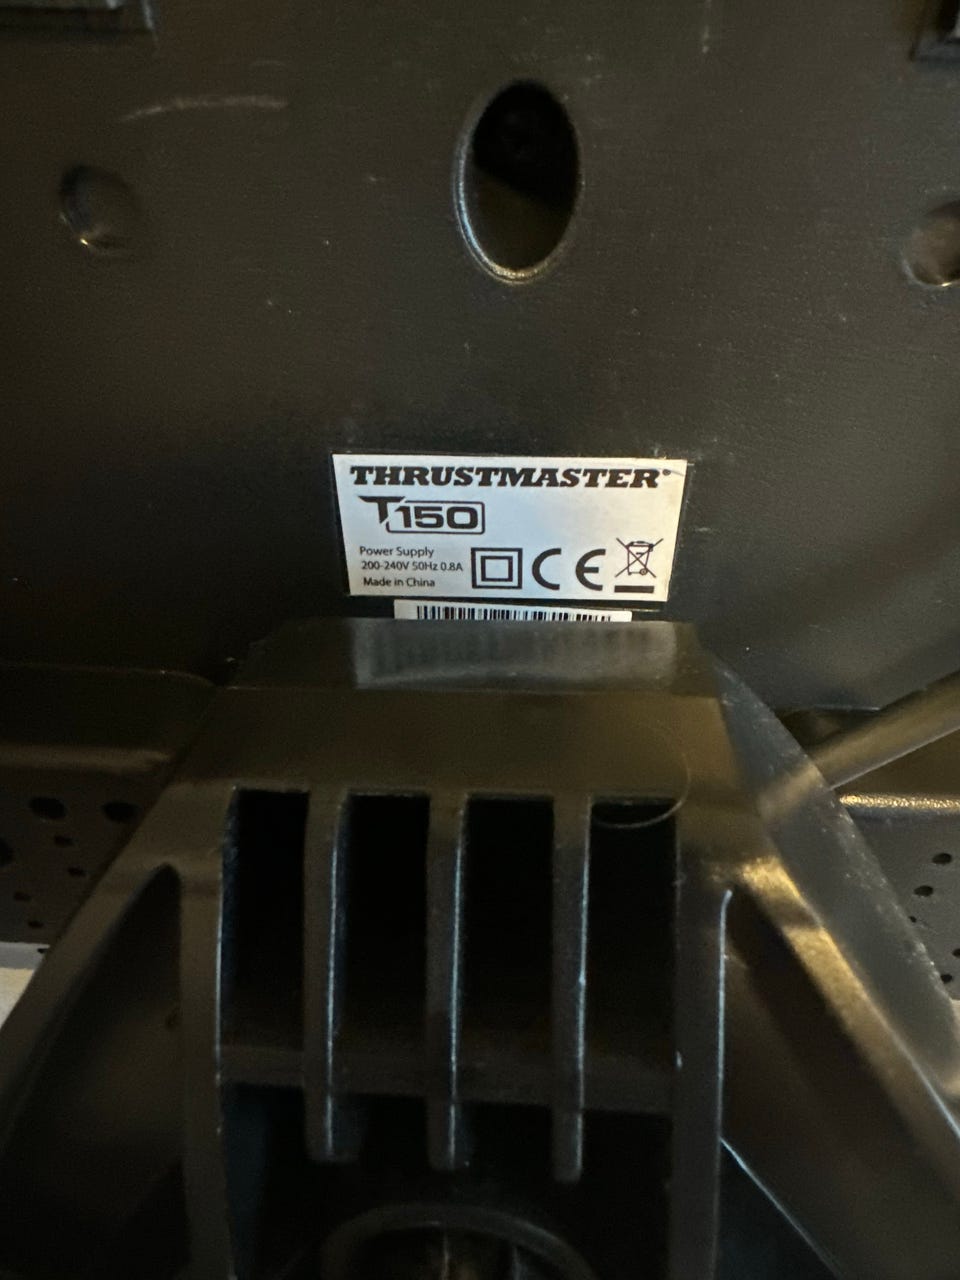 THRUSTMASTER®
T150
Power Supply
200-240V 50Hz 0.8A
Made in China
CE